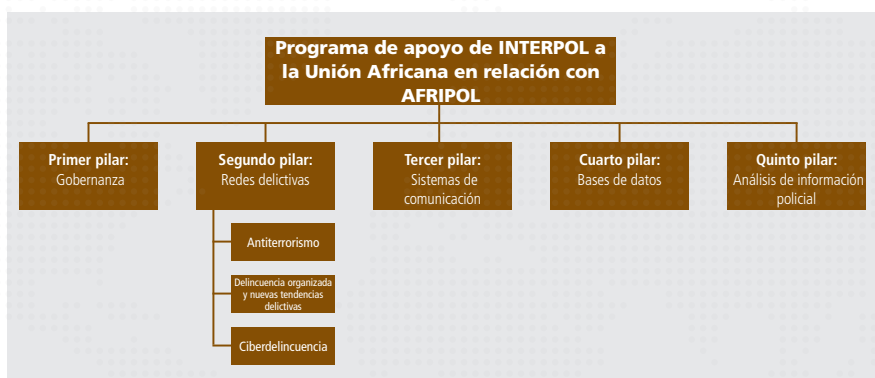 Programa de apoyo de INTERPOL a
la Unión Africana en relación con
AFRIPOL
Primer pilar:
Gobernanza
Segundo pilar:
Redes delictivas
Tercer pilar:
Sistemas de
comunicación
Cuarto pilar:
Bases de datos
Quinto pilar:
Análisis de información
policial
Antiterrorismo
Delincuencia organizada
y nuevas tendencias
delictivas
Ciberdelincuencia